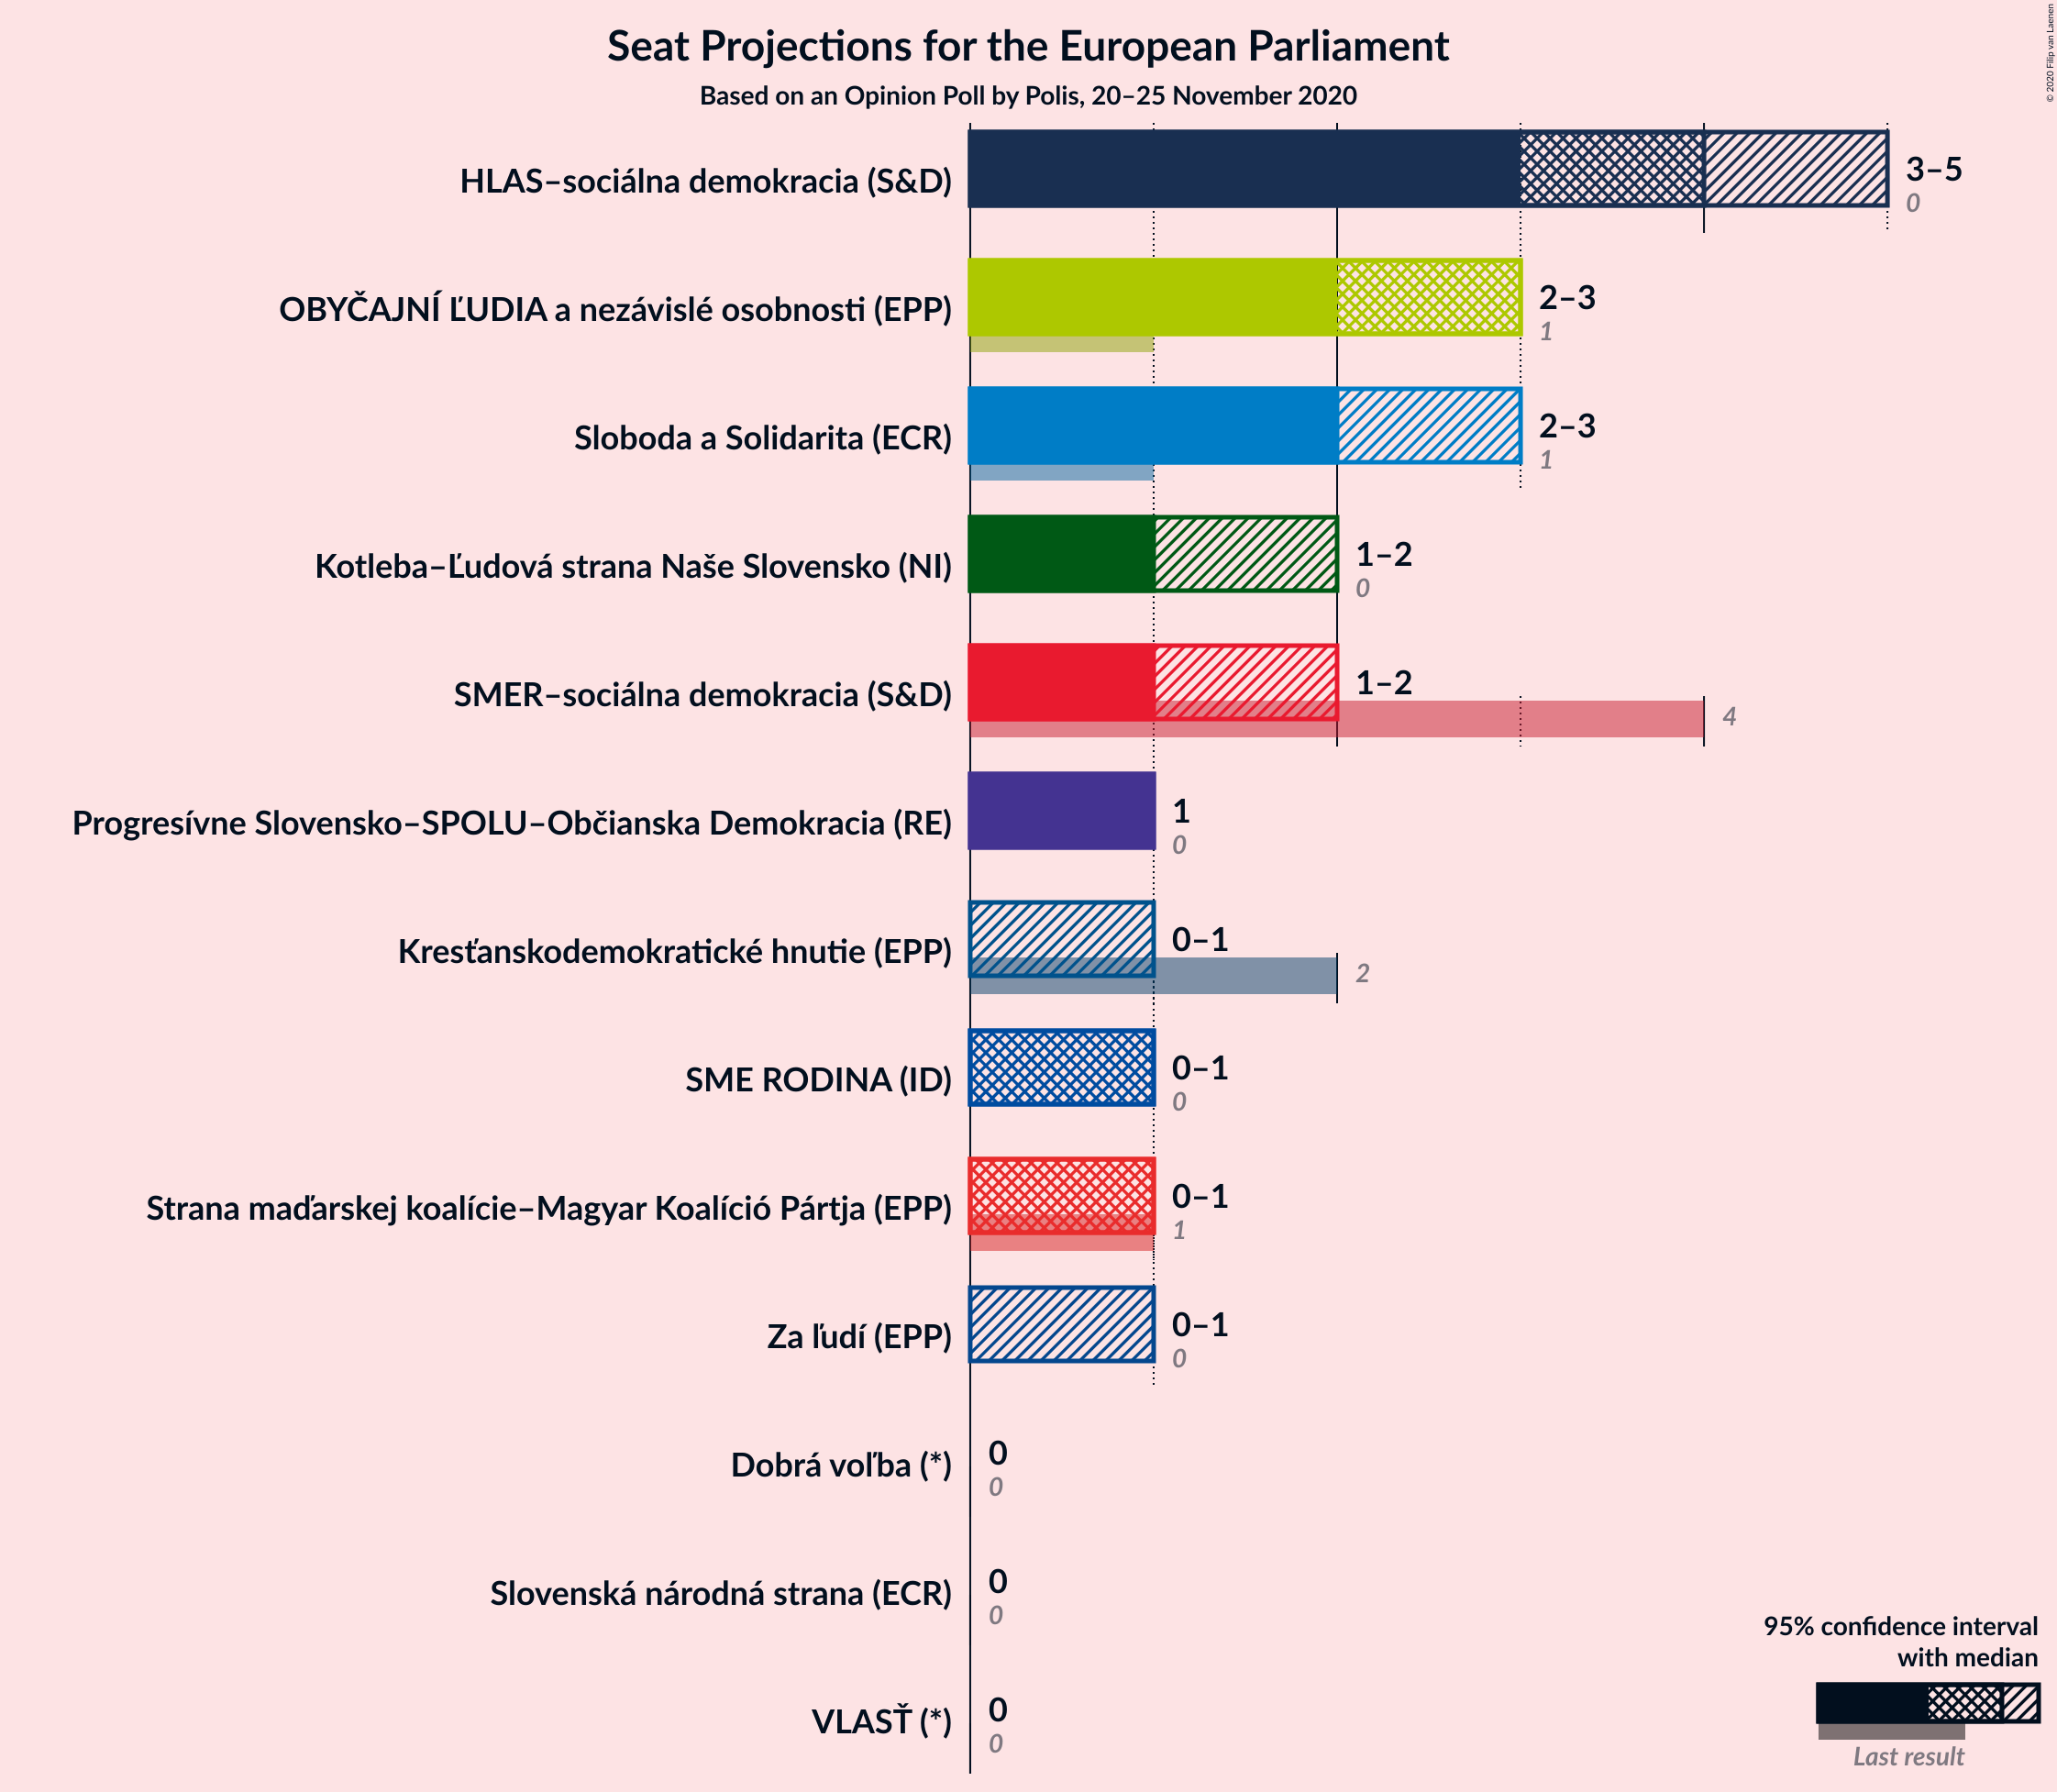 Seat Projections for the European Parliament
Based on an Opinion Poll by Polis, 20–25 November 2020
© 2020 Filip van Laenen
HLAS–sociálna demokracia (S&D)
3–5
0
OBYČAJNÍ ĽUDIA a nezávislé osobnosti (EPP)
2–3
1
Sloboda a Solidarita (ECR)
2–3
1
Kotleba–Ľudová strana Naše Slovensko (NI)
1–2
0
SMER–sociálna demokracia (S&D)
1–2
4
Progresívne Slovensko–SPOLU–Občianska Demokracia (RE)
1
0
Kresťanskodemokratické hnutie (EPP)
0–1
2
SME RODINA (ID)
0–1
0
Strana maďarskej koalície–Magyar Koalíció Pártja (EPP)
0–1
1
Za ľudí (EPP)
0–1
0
Dobrá voľba (*)
0
0
Slovenská národná strana (ECR)
0
0
VLASŤ (*)
0
0
95% confidence interval
with median
Last result